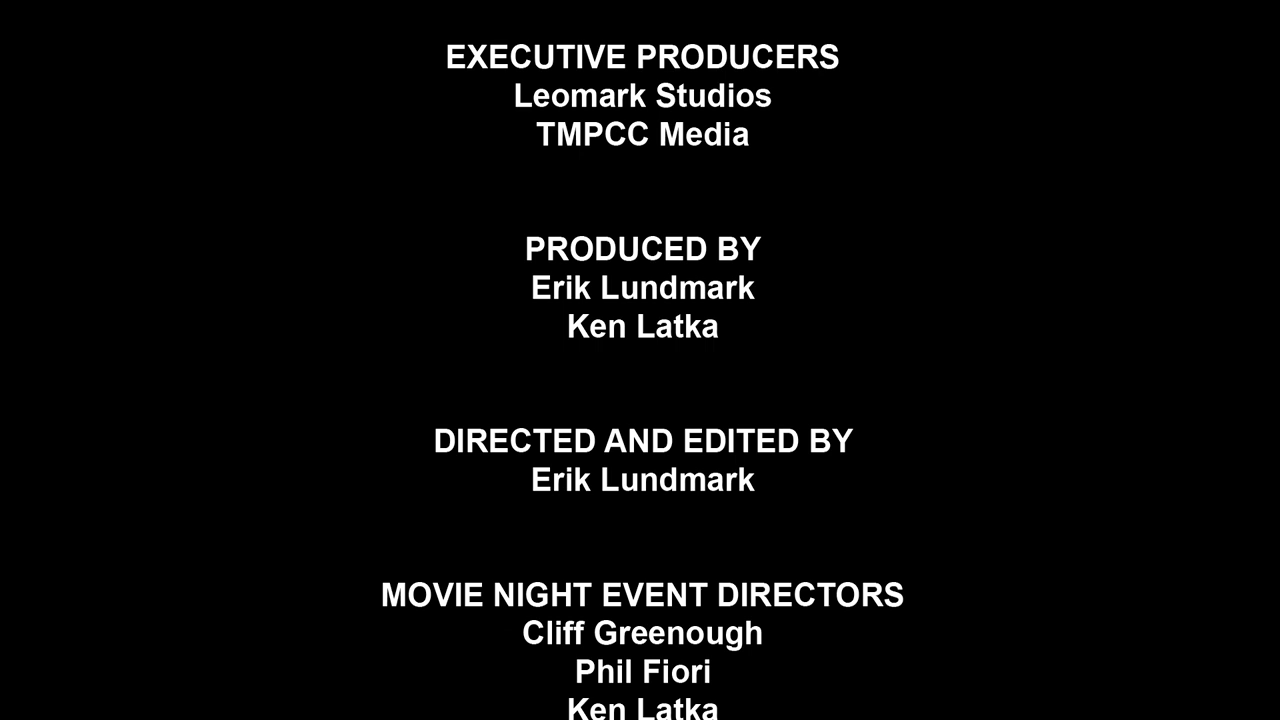 EXECUTIVE PRODUCERS
Leomark Studios
TMPCC Media
PRODUCED BY
Erik Lundmark
Ken Latka
DIRECTED AND EDITED BY
Erik Lundmark
MOVIE NIGHT EVENT DIRECTORS
Cliff Greenough
Phil Fiori
Ken Latka